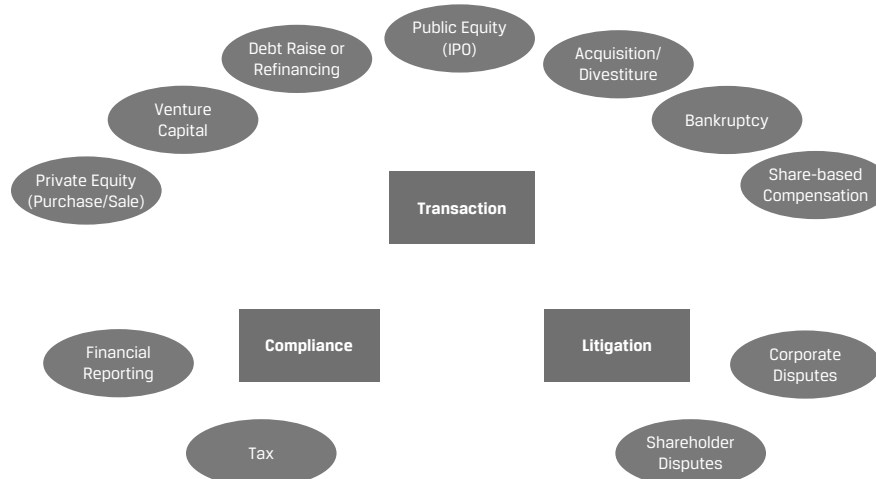 Public Equity
(IPO)
Debt Raise or
Refinancing
Acquisition/
Divestiture
Venture
Capital
Bankruptcy
Private Equity
(Purchase/Sale)
Share-based
Compensation
Transaction
Compliance
Litigation
Financial
Reporting
Corporate
Disputes
Tax
Shareholder
Disputes